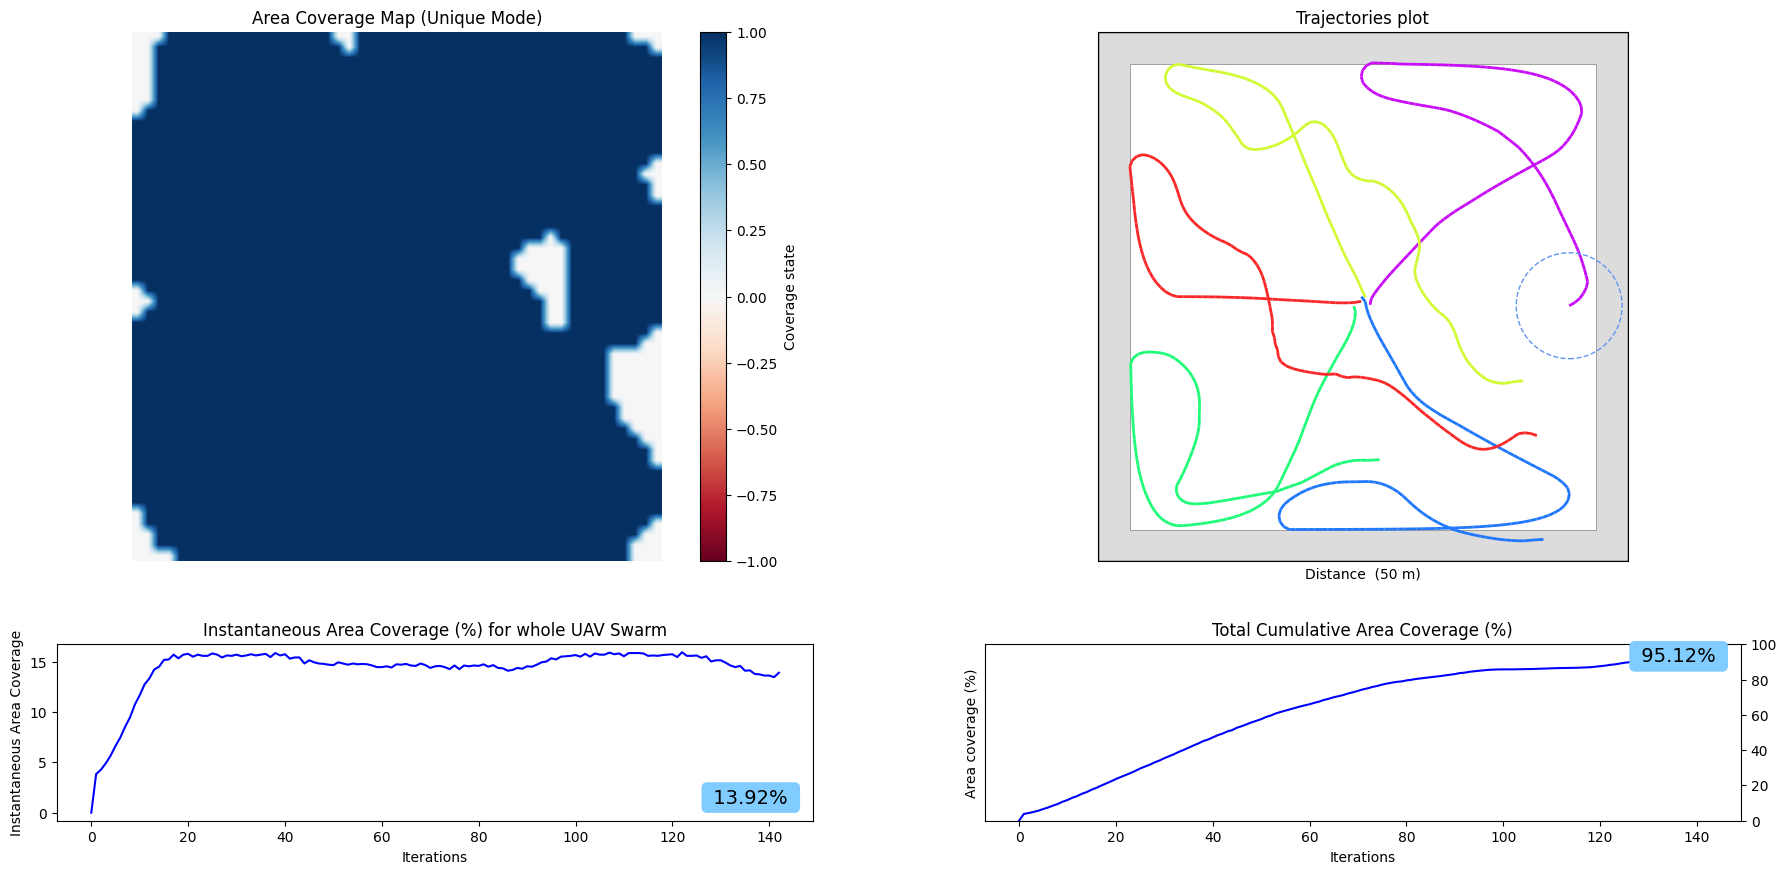 Area Coverage Map (Unique Mode)
1.00
0.75
0.50
0.25
0.00
−0.25
−0.50
−0.75
−1.00
Coverage state
Trajectories plot
Distance  (50 m)
Instantaneous Area Coverage (%) for whole UAV Swarm
Instantaneous Area Coverage
15
10
5
0
13.92%
0 20 40 60 80 100 120 140
Iterations
Total Cumulative Area Coverage (%)
Area coverage (%)
95.12%
100
80
60
40
20
0
0 20 40 60 80 100 120 140
Iterations